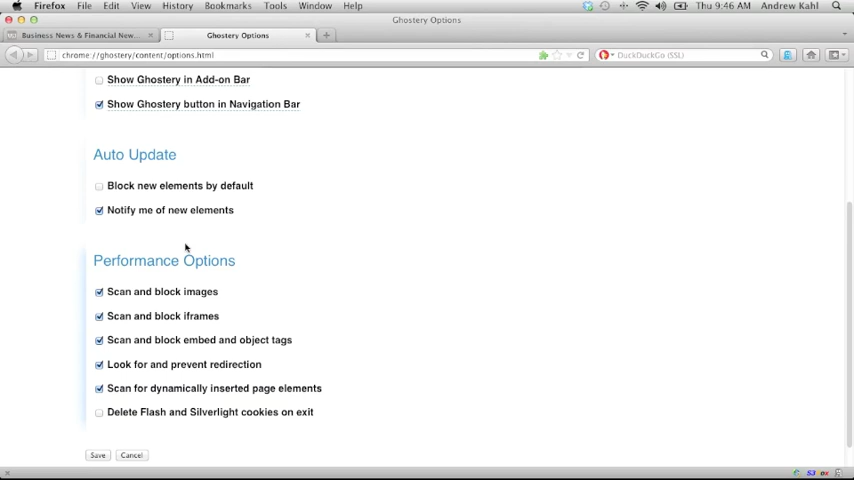 Firefox File Edit View History Bookmarks Tools Window Help Thu 9:46 AM Andrew Kahl
Ghostery Options
Business News & Financial New... Ghostery Options
chrome://ghostery/content/options.html DuckDuckGo (SSL)
Show Ghostery in Add-on Bar
Show Ghostery button in Navigation Bar
Auto Update
Block new elements by default
Notify me of new elements
Performance Options
Scan and block images
Scan and block iframes
Scan and block embed and object tags
Look for and prevent redirection
Scan for dynamically inserted page elements
Delete Flash and Silverlight cookies on exit
Save Cancel